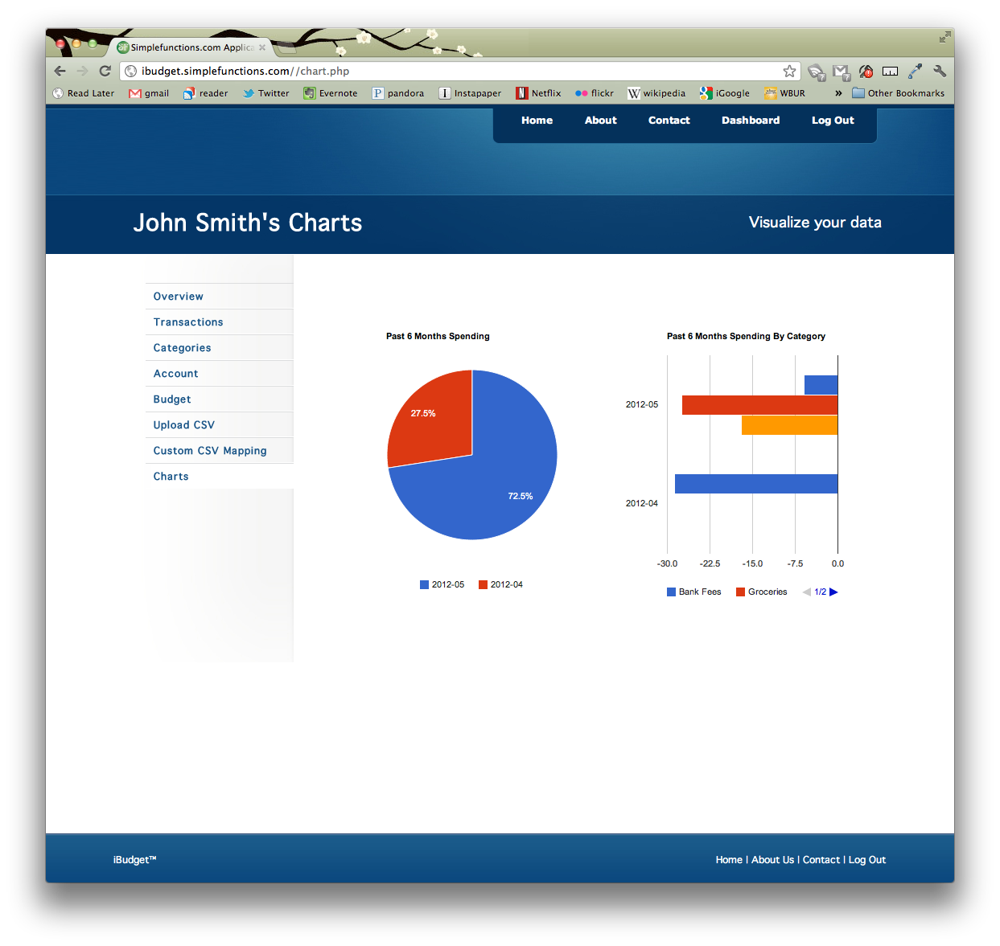 Simplefunctions.com Applica
ibudget.simplefunctions.com//chart.php
Read Later gmail reader Twitter Evernote pandora Instapaper Netflix flickr wikipedia iGoogle WBUR » Other Bookmarks
Home About Contact Dashboard Log Out
John Smith's Charts
Visualize your data
Overview
Transactions
Categories
Account
Budget
Upload CSV
Custom CSV Mapping
Charts
Past 6 Months Spending
27.5%
72.5%
2012-05 2012-04
Past 6 Months Spending By Category
2012-05
2012-04
-30.0 -22.5 -15.0 -7.5 0.0
Bank Fees Groceries 1/2
iBudget™
Home | About Us | Contact | Log Out